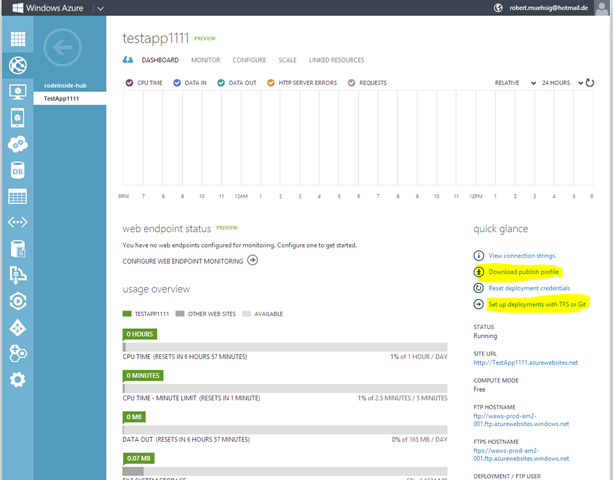 Windows Azure
robert.muehsig@hotmail.de
testapp1111 PREVIEW
DASHBOARD MONITOR CONFIGURE SCALE LINKED RESOURCES
codeinside-hub
TestApp1111
CPU TIME DATA IN DATA OUT HTTP SERVER ERRORS REQUESTS RELATIVE 24 HOURS
6PM 7 8 9 10 11 12AM 1 2 3 4 5 6 7 8 9 10 11 12PM 1 2 3 4 5 6
DB
web endpoint status PREVIEW
You have no web endpoints configured for monitoring. Configure one to get started.
CONFIGURE WEB ENDPOINT MONITORING
usage overview
TESTAPP1111 OTHER WEB SITES AVAILABLE
0 HOURS
CPU TIME (RESETS IN 6 HOURS 57 MINUTES) 1% of 1 HOUR / DAY
0 MINUTES
CPU TIME - MINUTE LIMIT (RESETS IN 1 MINUTE) 1% of 2.5 MINUTES / 5 MINUTES
0 MB
DATA OUT (RESETS IN 6 HOURS 57 MINUTES) 0% of 165 MB / DAY
0.07 MB
quick glance
View connection strings.
Download publish profile
Reset deployment credentials
Set up deployments with TFS or Git
STATUS
Running
SITE URL
http://TestApp1111.azurewebsites.net
COMPUTE MODE
Free
FTP HOSTNAME
ftp://waws-prod-am2-
001.ftp.azurewebsites.windows.net
FTPS HOSTNAME
ftps://waws-prod-am2-
001.ftp.azurewebsites.windows.net
DEPLOYMENT / FTP USER